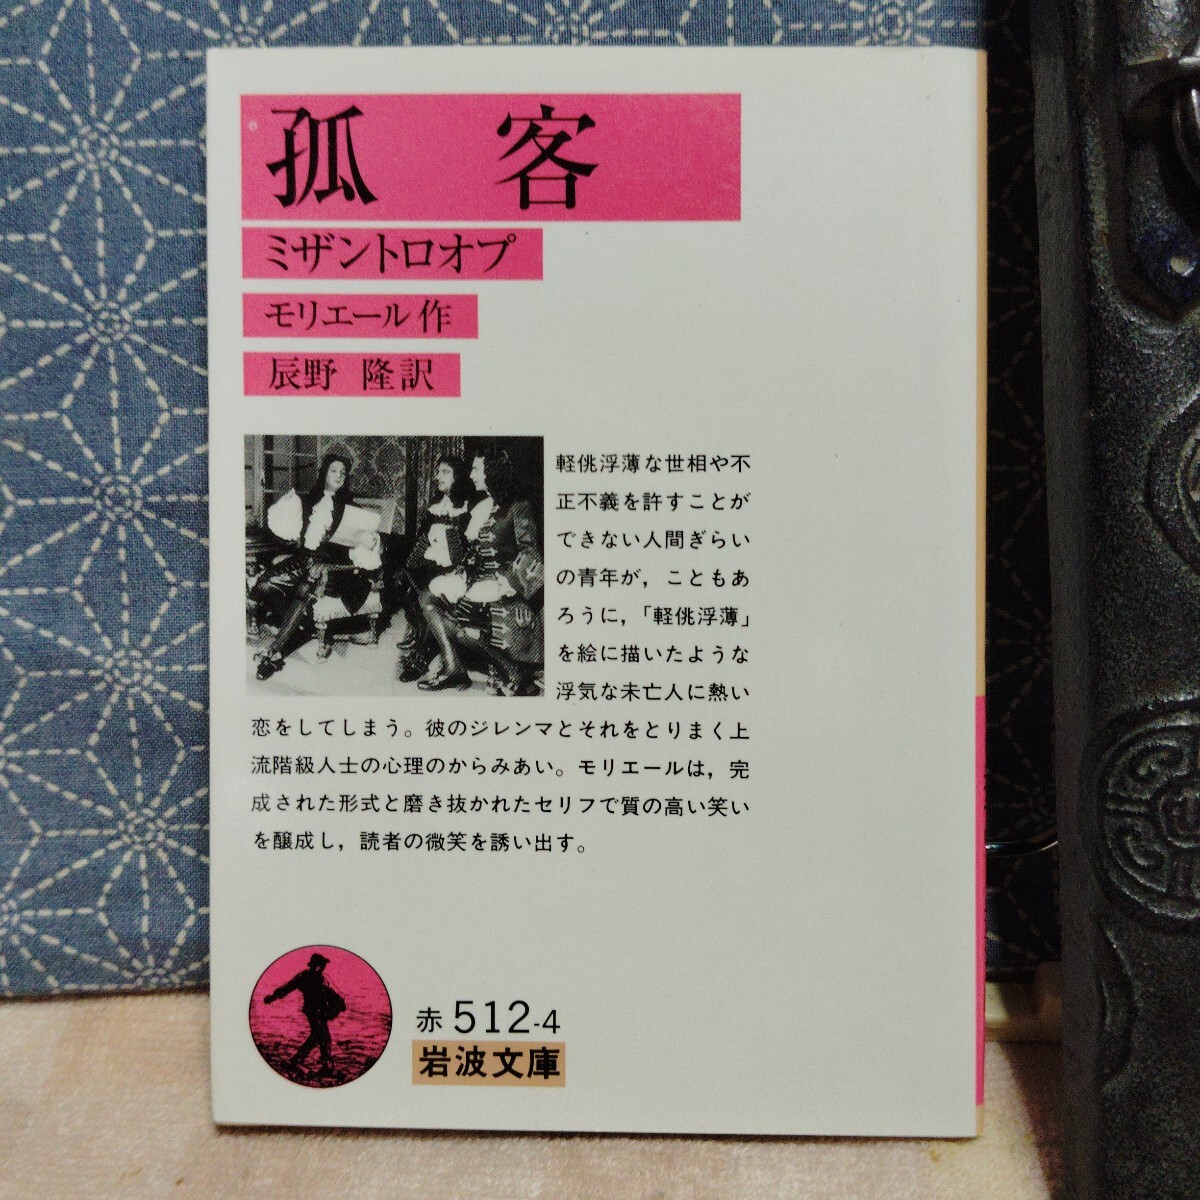 孤 客
ミザントロオプ
モリエール作
辰野 隆訳
軽佻浮薄な世相や不
正不義を許すことが
できない人間ぎらい
の青年が，こともあ
ろうに，「軽佻浮薄」
を絵に描いたような
浮気な未亡人に熱い
恋をしてしまう。彼のジレンマとそれをとりまく上
流階級人士の心理のからみあい。モリエールは，完
成された形式と磨き抜かれたセリフで質の高い笑い
を醸成し，読者の微笑を誘い出す。
赤 512-4
岩波文庫